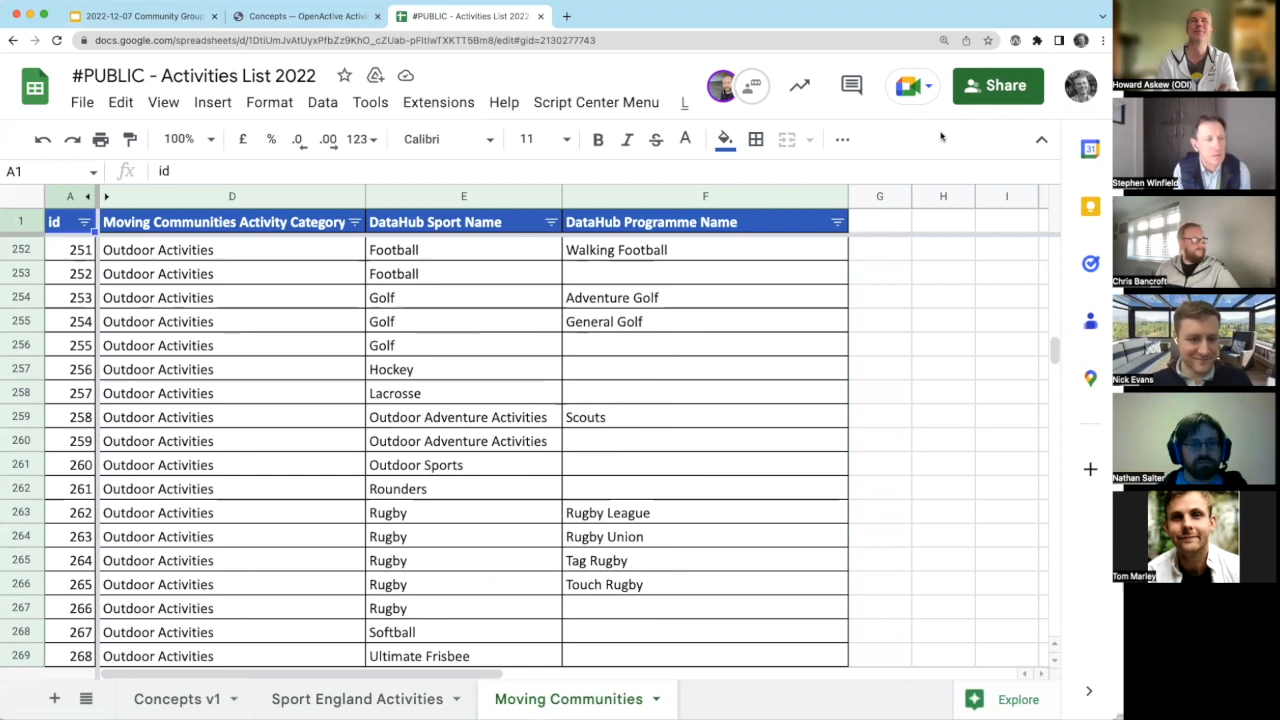 2022-12-07 Community Group
Concepts — OpenActive Activi
#PUBLIC - Activities List 2022
docs.google.com/spreadsheets/d/1DtiUmJvAtUyxPfbZz9KhO_cZUab-pFltlwTXKTT5Bm8/edit#gid=2130277743
#PUBLIC - Activities List 2022
Share
File Edit View Insert Format Data Tools Extensions Help Script Center Menu L
100% £ % .0 .00 123 Calibri 11 B I S A
A1 fx id
A D E F G H I
1 id Moving Communities Activity Category DataHub Sport Name DataHub Programme Name
252 251 Outdoor Activities Football Walking Football
253 252 Outdoor Activities Football
254 253 Outdoor Activities Golf Adventure Golf
255 254 Outdoor Activities Golf General Golf
256 255 Outdoor Activities Golf
257 256 Outdoor Activities Hockey
258 257 Outdoor Activities Lacrosse
259 258 Outdoor Activities Outdoor Adventure Activities Scouts
260 259 Outdoor Activities Outdoor Adventure Activities
261 260 Outdoor Activities Outdoor Sports
262 261 Outdoor Activities Rounders
263 262 Outdoor Activities Rugby Rugby League
264 263 Outdoor Activities Rugby Rugby Union
265 264 Outdoor Activities Rugby Tag Rugby
266 265 Outdoor Activities Rugby Touch Rugby
267 266 Outdoor Activities Rugby
268 267 Outdoor Activities Softball
269 268 Outdoor Activities Ultimate Frisbee
Concepts v1 Sport England Activities Moving Communities Explore
31
Howard Askew (ODI)
Stephen Winfield
Chris Bancroft
Nick Evans
Nathan Salter
Tom Marley